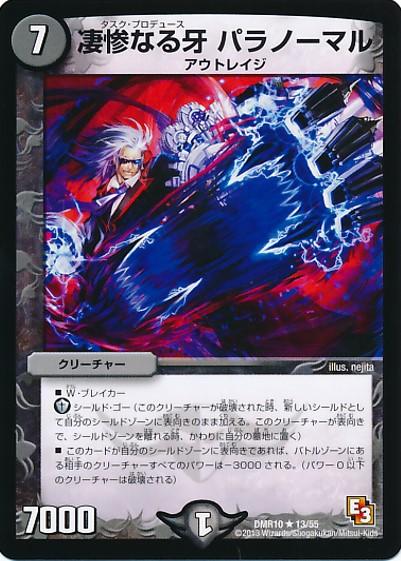 7
タスク・プロデュース
凄惨なる牙 パラノーマル
アウトレイジ
クリーチャー
illus. nejita
■ W・ブレイカー
シールド・ゴー (このクリーチャーが破壊された時、新しいシールドとし
て自分のシールドゾーンに表向きのまま加える。このクリーチャーが表向き
で、シールドゾーンを離れる時、かわりに自分の墓地に置く)
■ このカードが自分のシールドゾーンに表向きであれば、バトルゾーンにあ
る相手のクリーチャーすべてのパワーは−3000される。(パワー0以下
のクリーチャーは破壊される)
7000
E3
DMR10 ★ 13/55
©2013 Wizards/Shogakukan/Mitsui-Kids